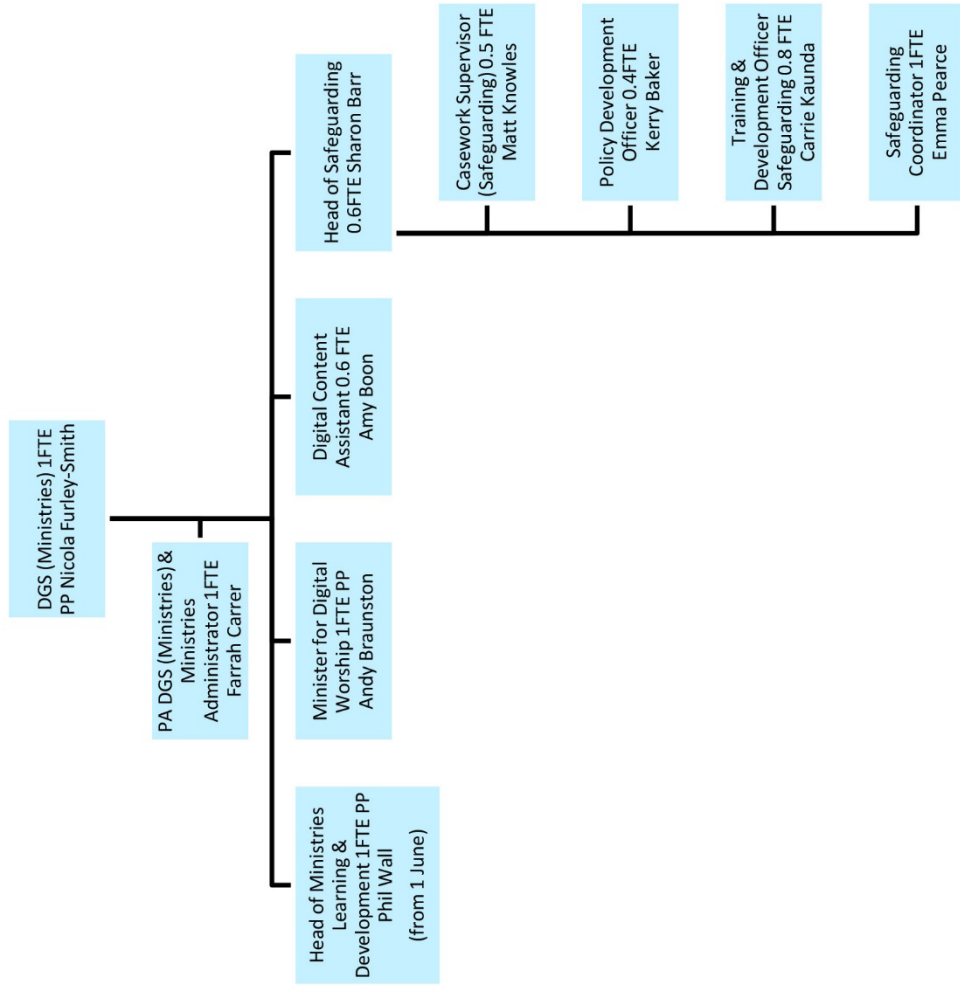 DGS (Ministries) 1FTE
PP Nicola Furley-Smith
PA DGS (Ministries) &
Ministries
Administrator 1FTE
Farrah Carrer
Head of Ministries
Learning &
Development 1FTE PP
Phil Wall
(from 1 June)
Minister for Digital
Worship 1FTE PP
Andy Braunston
Digital Content
Assistant 0.6 FTE
Amy Boon
Head of Safeguarding
0.6FTE Sharon Barr
Casework Supervisor
(Safeguarding) 0.5 FTE
Matt Knowles
Policy Development
Officer 0.4FTE
Kerry Baker
Training &
Development Officer
Safeguarding 0.8 FTE
Carrie Kaunda
Safeguarding
Coordinator 1FTE
Emma Pearce